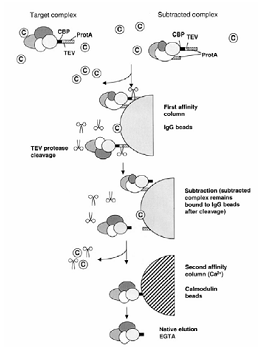 Target complex
Subtracted complex
C
CBP
ProtA
TEV
C
C
C
CBP
TEV
ProtA
C
C
C
C
C
First affinity
column
IgG beads
C
TEV protease
cleavage
Subtraction (subtracted
complex remains
bound to IgG beads
after cleavage)
C
C
C
Second affinity
column (Ca²⁺)
Calmodulin
beads
Native elution
EGTA